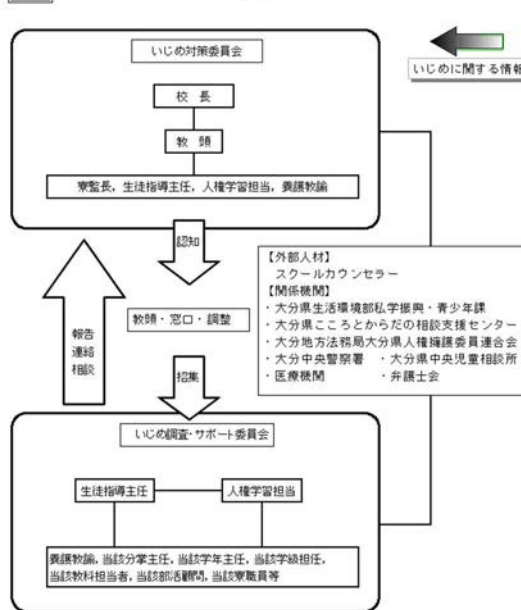 いじめ対策委員会
いじめに関する情報
校 長
教 頭
寮監長，生徒指導主任，人権学習担当，養護教諭
認知
教頭・窓口・調整
招集
報告
連絡
相談
【外部人材】
スクールカウンセラー
【関係機関】
・大分県生活環境部私学振興・青少年課
・大分県こころとからだの相談支援センター
・大分地方法務局大分県人権擁護委員連合会
・大分中央警察署 ・大分県中央児童相談所
・医療機関 ・弁護士会
いじめ調査・サポート委員会
生徒指導主任
人権学習担当
養護教諭，当該分掌主任，当該学年主任，当該学級担任，
当該教科担当者，当該部活顧問，当該寮職員等